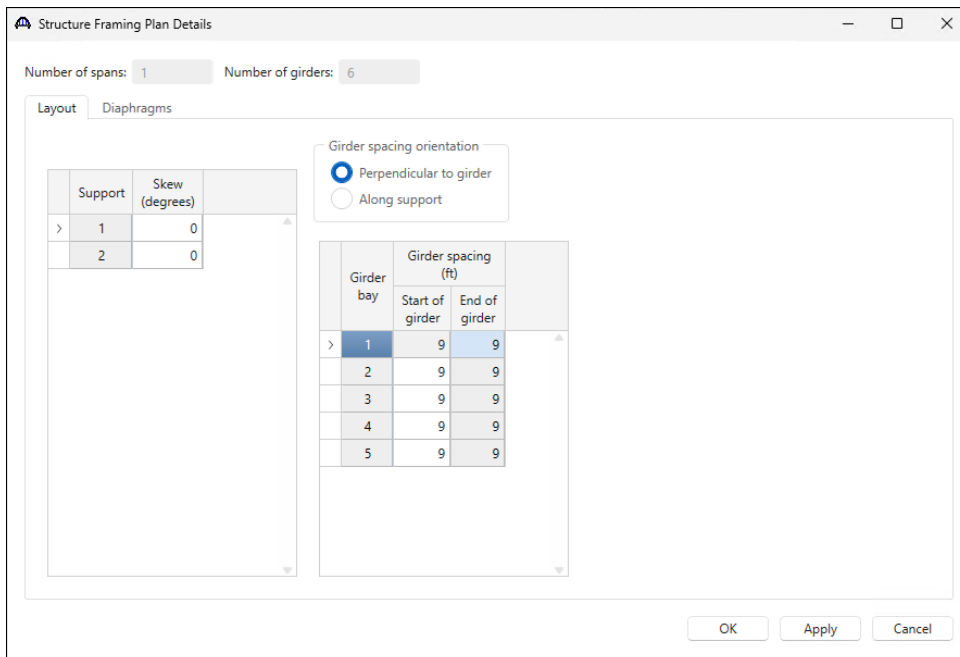 Structure Framing Plan Details
Number of spans: 1 Number of girders: 6
Layout Diaphragms
Support Skew (degrees)
1 0
2 0
Girder spacing orientation
Perpendicular to girder
Along support
Girder bay Girder spacing (ft)
Start of girder End of girder
1 9 9
2 9 9
3 9 9
4 9 9
5 9 9
OK Apply Cancel